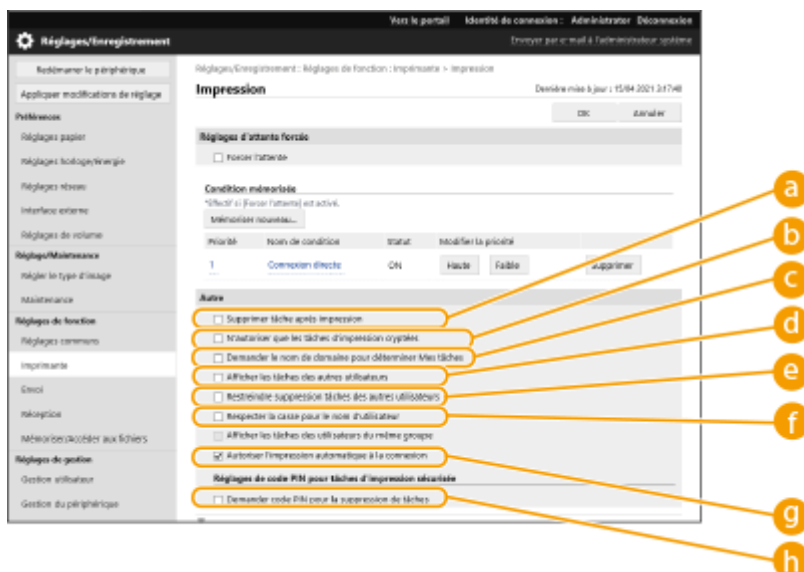 Vers le portail Identité de connexion : Administrator Déconnexion
Réglages/Enregistrement Envoyer par e-mail à l'administrateur système
Redémarrer le périphérique
Appliquer modifications de réglage
Préférences
Réglages papier
Réglages horloge/énergie
Réglages réseau
Interface externe
Réglages de volume
Réglage/Maintenance
Régler le type d'image
Maintenance
Réglages de fonction
Réglages communs
Imprimante
Envoi
Réception
Mémoriser/Accéder aux fichiers
Réglages de gestion
Gestion utilisateur
Gestion du périphérique
Réglages/Enregistrement : Réglages de fonction : Imprimante > Impression
Impression Dernière mise à jour : 15/04 2021 3:17:48
OK Annuler
Réglages d'attente forcée
Forcer l'attente
Condition mémorisée
*Effectif si [Forcer l'attente] est activé.
Mémoriser nouveau...
Priorité Nom de condition Statut Modifier la priorité
1 Connexion directe ON Haute Faible Supprimer
Autre
Supprimer tâche après impression
N'autoriser que les tâches d'impression cryptées
Demander le nom de domaine pour déterminer Mes tâches
Afficher les tâches des autres utilisateurs
Restreindre suppression tâches des autres utilisateurs
Respecter la casse pour le nom d'utilisateur
Afficher les tâches des utilisateurs du même groupe
Autoriser l'impression automatique à la connexion
Réglages de code PIN pour tâches d'impression sécurisée
Demander code PIN pour la suppression de tâches
a
b
c
d
e
f
g
h